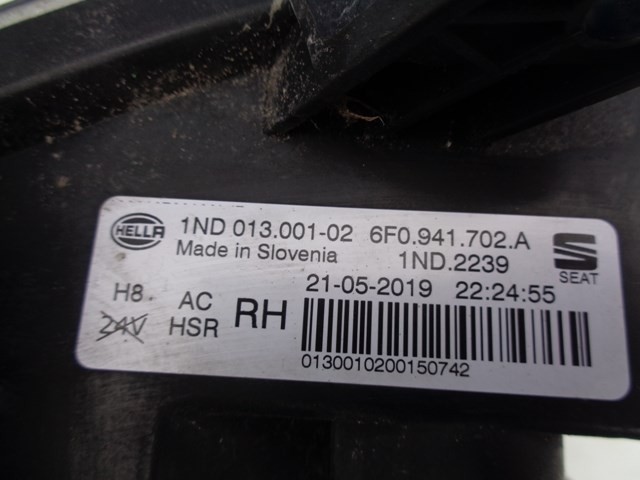 HELLA 1ND 013.001-02 6F0.941.702.A
Made in Slovenia 1ND.2239
SEAT
21-05-2019 22:24:55
H8 AC
24V HSR RH
0130010200150742